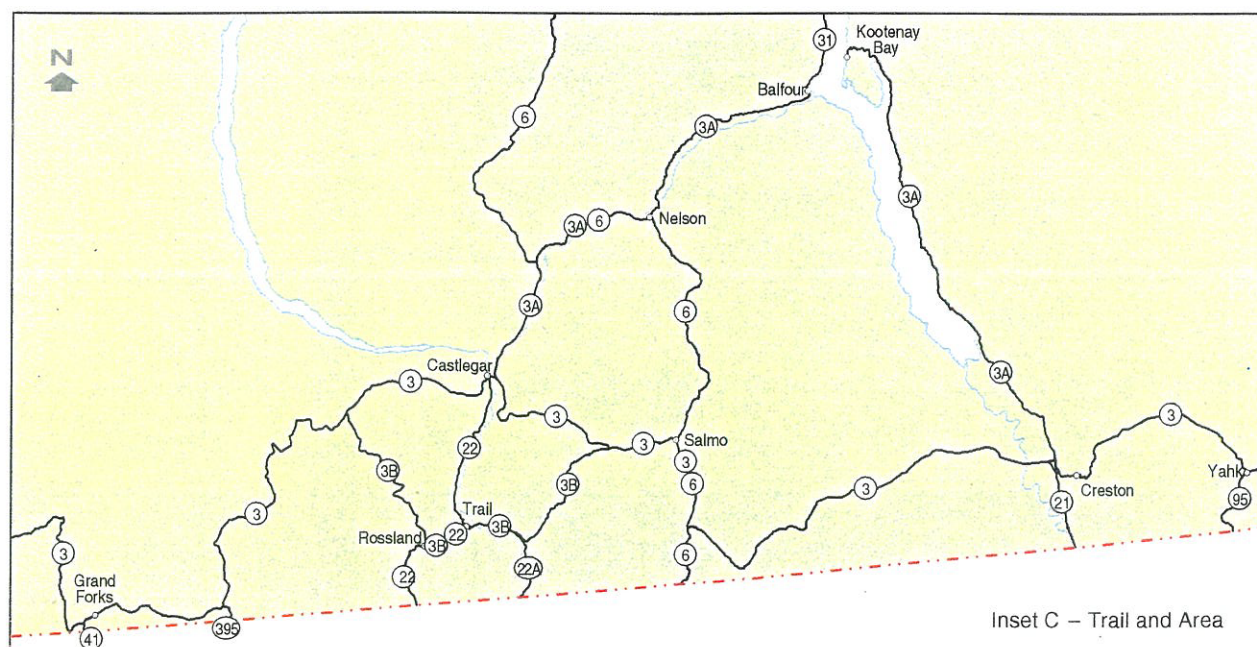 N
31
Kootenay
Bay
Balfour
6
3A
3A
3A
6
Nelson
3A
6
Castlegar
3
3A
3
3
Salmo
3
22
3
6
3B
3B
3
3
Yahk
Creston
95
21
Trail
Rossland
3B
22
3B
3
Grand
Forks
22
22A
6
41
395
Inset C – Trail and Area